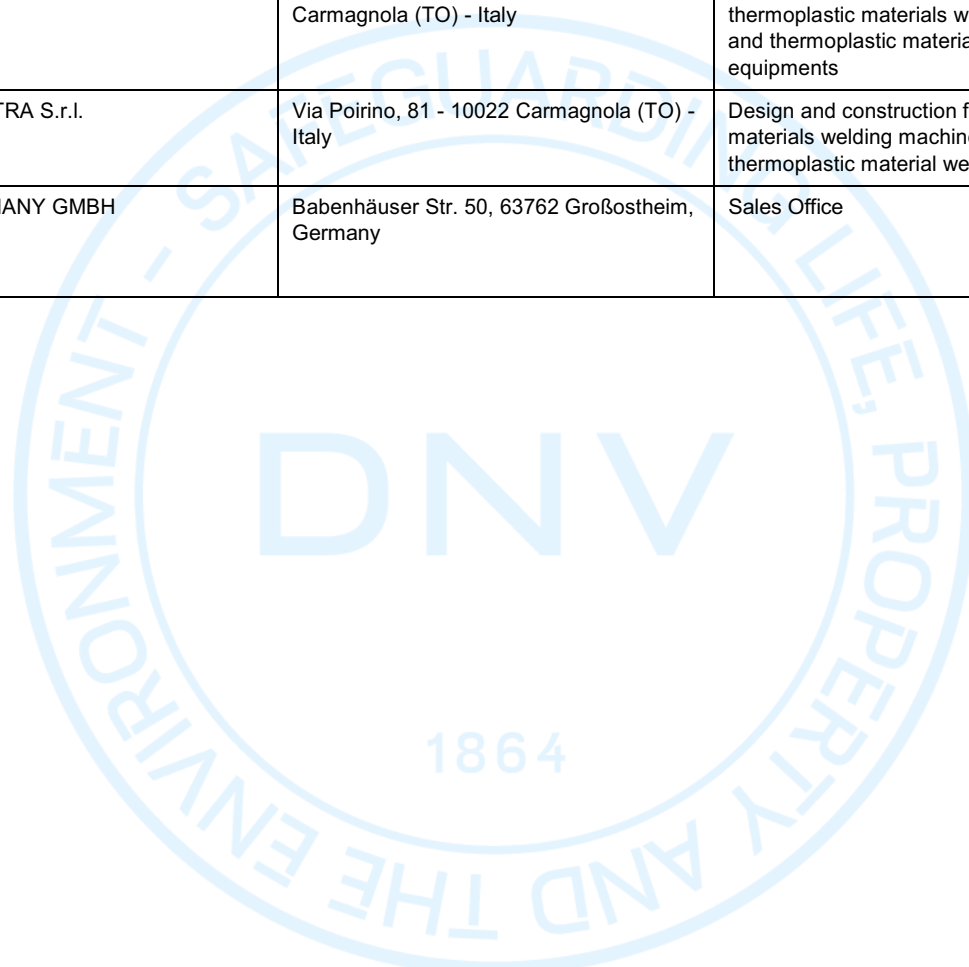 Carmagnola (TO) - Italy
thermoplastic materials w
and thermoplastic materia
equipments
TRA S.r.l.
Via Poirino, 81 - 10022 Carmagnola (TO) -
Italy
Design and construction f
materials welding machin
thermoplastic material we
MANY GMBH
Babenhäuser Str. 50, 63762 Großostheim,
Germany
Sales Office
SAFEGUARDING LIFE, PROPERTY AND THE ENVIRONMENT -
DNV
1864